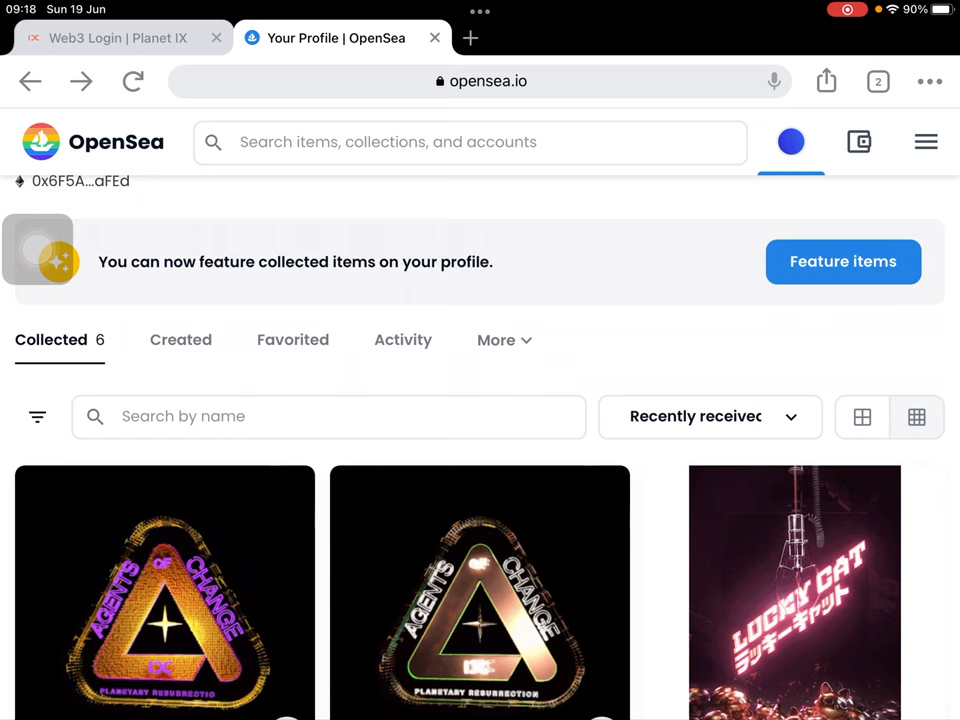 09:18 Sun 19 Jun
90%
Web3 Login | Planet IX
Your Profile | OpenSea
opensea.io
2
OpenSea
Search items, collections, and accounts
0x6F5A...aFEd
You can now feature collected items on your profile.
Feature items
Collected 6
Created
Favorited
Activity
More
Search by name
Recently received
AGENTS OF CHANGE
IXC
PLANETARY RESURRECTIO
AGENTS OF CHANGE
PLANETARY RESURRECTION
LUCKY CAT
ラッキーキャット